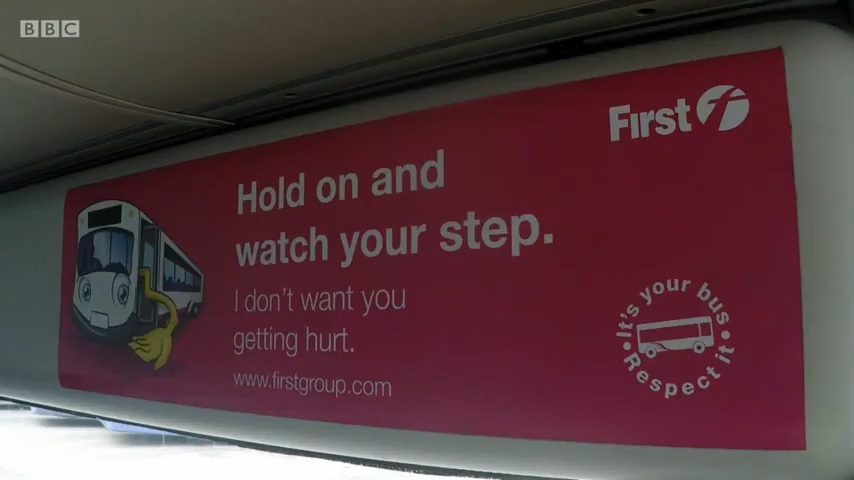 BBC
First
Hold on and
watch your step.
I don't want you
getting hurt.
www.firstgroup.com
It's your bus
Respect it